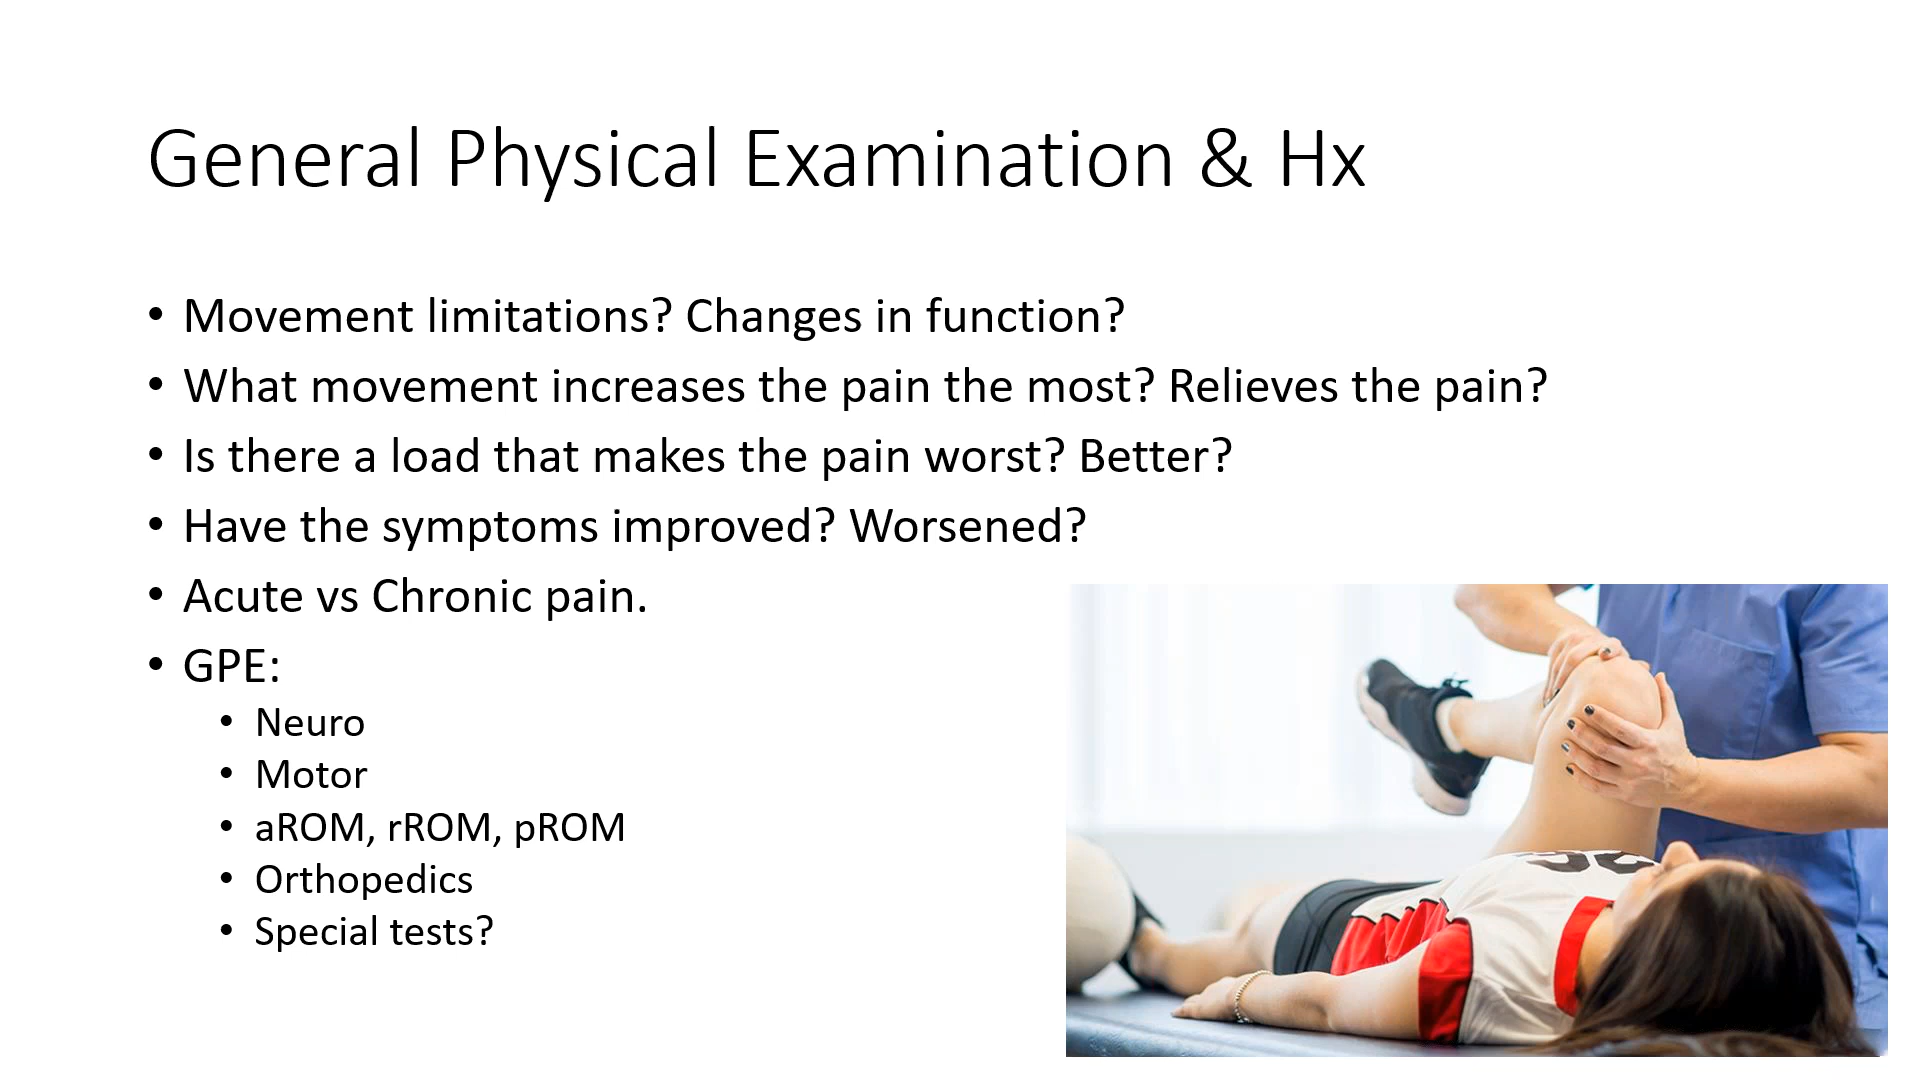 General Physical Examination & Hx
• Movement limitations? Changes in function?
• What movement increases the pain the most? Relieves the pain?
• Is there a load that makes the pain worst? Better?
• Have the symptoms improved? Worsened?
• Acute vs Chronic pain.
• GPE:
• Neuro
• Motor
• aROM, rROM, pROM
• Orthopedics
• Special tests?